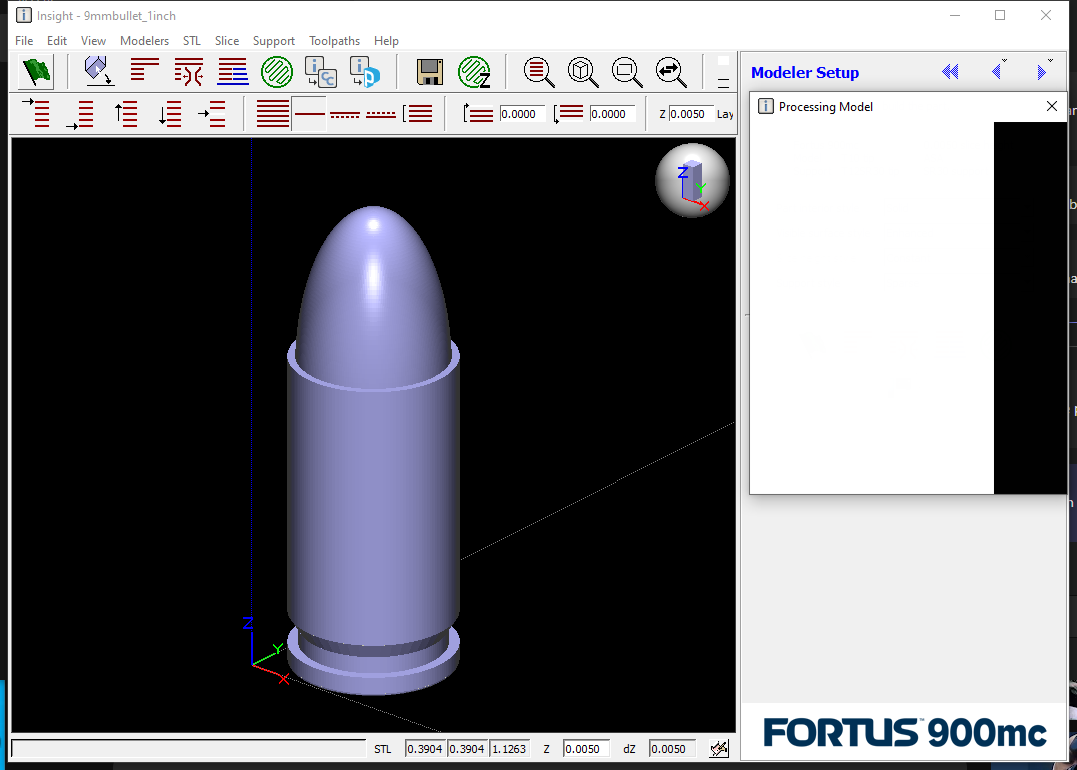 Insight - 9mmbullet_1inch
File Edit View Modelers STL Slice Support Toolpaths Help
Modeler Setup
Processing Model
0.0000 0.0000 Z 0.0050 Lay
Z
Y
X
Z
Y
X
FORTUS™ 900mc
STL 0.3904 0.3904 1.1263 Z 0.0050 dZ 0.0050